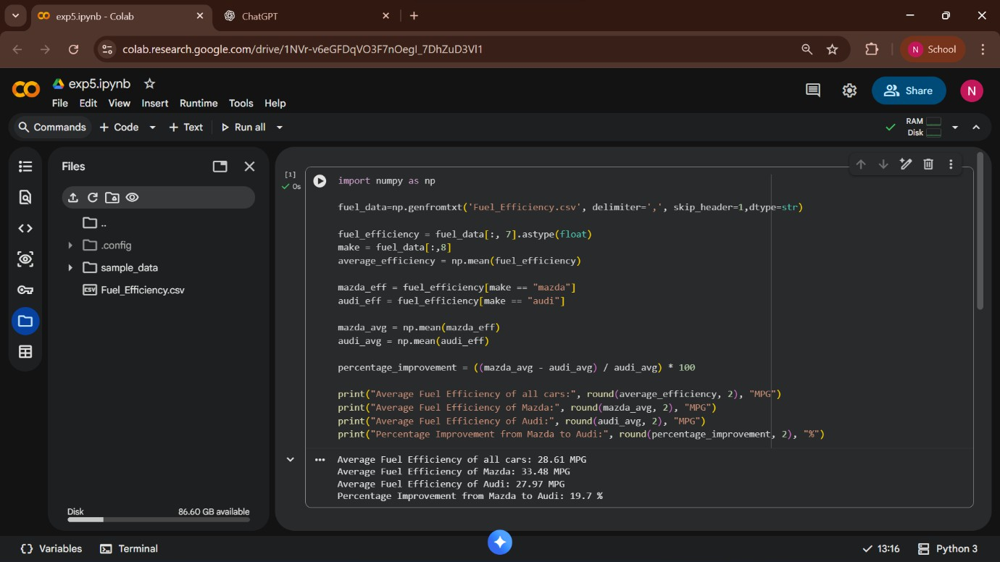 exp5.ipynb - Colab
ChatGPT
colab.research.google.com/drive/1NVr-v6eGFDqVO3F7nOegI_7DhZuD3Vl1
N School
exp5.ipynb
File Edit View Insert Runtime Tools Help
Share
N
Commands + Code + Text Run all
RAM
Disk
Files
..
.config
sample_data
CSV Fuel_Efficiency.csv
Disk 86.60 GB available
[1]
0s
import numpy as np
fuel_data=np.genfromtxt('Fuel_Efficiency.csv', delimiter=',', skip_header=1,dtype=str)
fuel_efficiency = fuel_data[:, 7].astype(float)
make = fuel_data[:,8]
average_efficiency = np.mean(fuel_efficiency)
mazda_eff = fuel_efficiency[make == "mazda"]
audi_eff = fuel_efficiency[make == "audi"]
mazda_avg = np.mean(mazda_eff)
audi_avg = np.mean(audi_eff)
percentage_improvement = ((mazda_avg - audi_avg) / audi_avg) * 100
print("Average Fuel Efficiency of all cars:", round(average_efficiency, 2), "MPG")
print("Average Fuel Efficiency of Mazda:", round(mazda_avg, 2), "MPG")
print("Average Fuel Efficiency of Audi:", round(audi_avg, 2), "MPG")
print("Percentage Improvement from Mazda to Audi:", round(percentage_improvement, 2), "%")
Average Fuel Efficiency of all cars: 28.61 MPG
Average Fuel Efficiency of Mazda: 33.48 MPG
Average Fuel Efficiency of Audi: 27.97 MPG
Percentage Improvement from Mazda to Audi: 19.7 %
{} Variables Terminal
13:16 Python 3